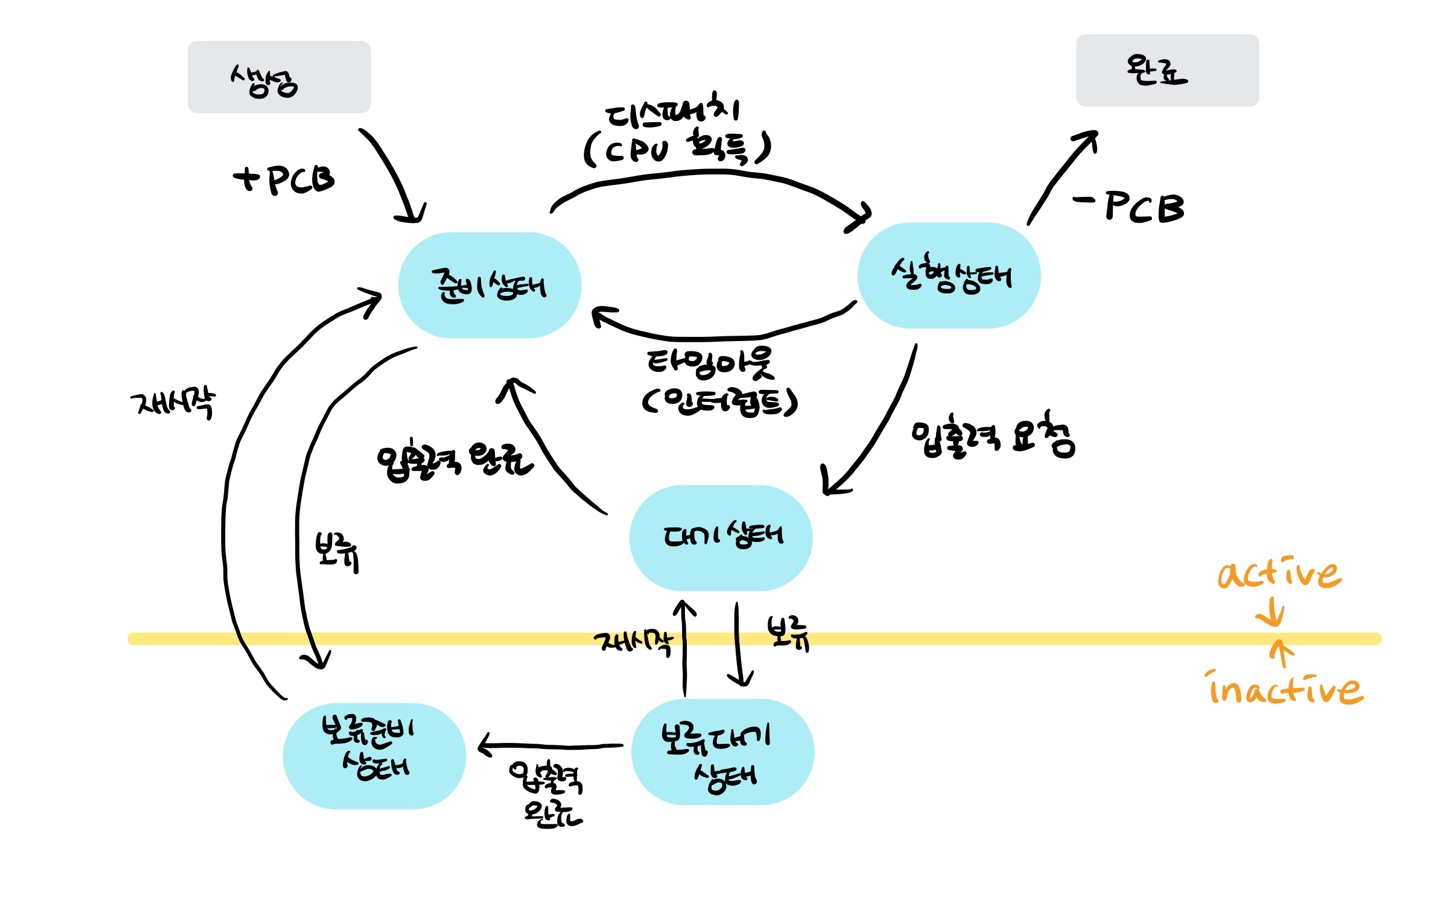 생성
완료
디스패치
(CPU 획득)
+PCB
-PCB
준비상태
실행상태
타임아웃
(인터럽트)
재시작
입출력 완료
입출력 요청
보류
대기상태
active
재시작
보류
inactive
보류준비
상태
보류대기
상태
입출력
완료